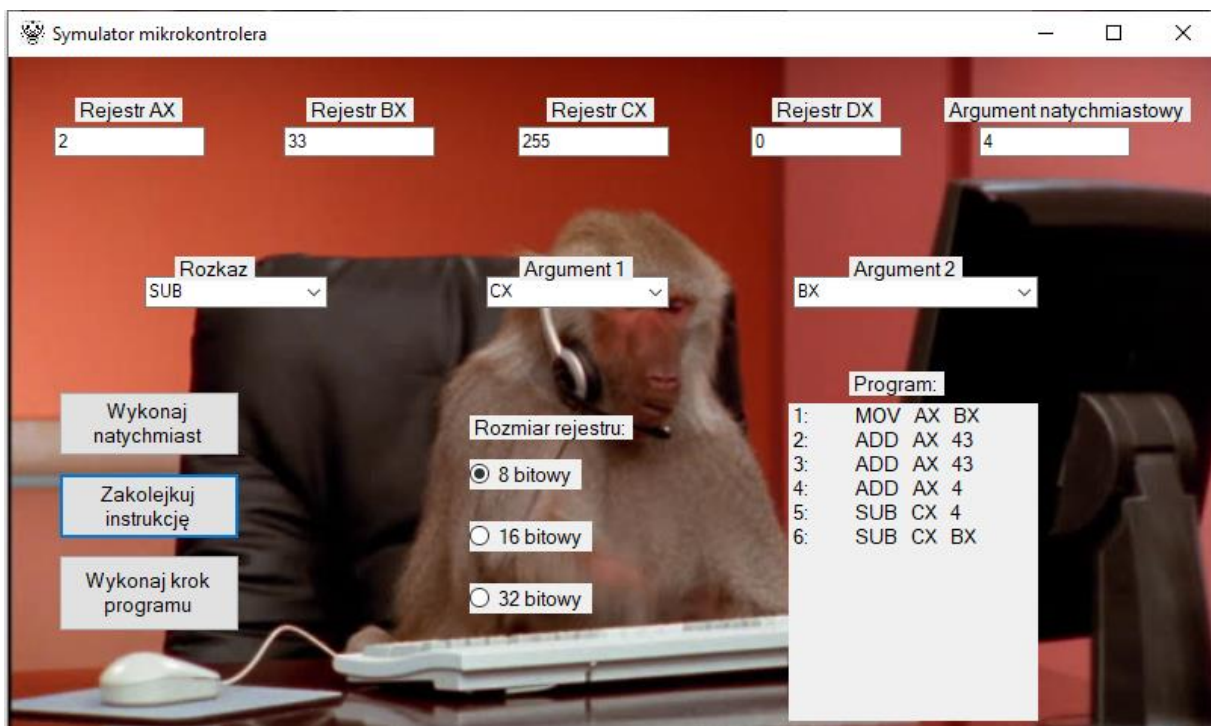 Symulator mikrokontrolera
Rejestr AX
Rejestr BX
Rejestr CX
Rejestr DX
Argument natychmiastowy
2
33
255
0
4
Rozkaz
Argument 1
Argument 2
SUB
CX
BX
Wykonaj
natychmiast
Zakolejkuj
instrukcję
Wykonaj krok
programu
Rozmiar rejestru:
8 bitowy
16 bitowy
32 bitowy
Program:
1: MOV AX BX
2: ADD AX 43
3: ADD AX 43
4: ADD AX 4
5: SUB CX 4
6: SUB CX BX